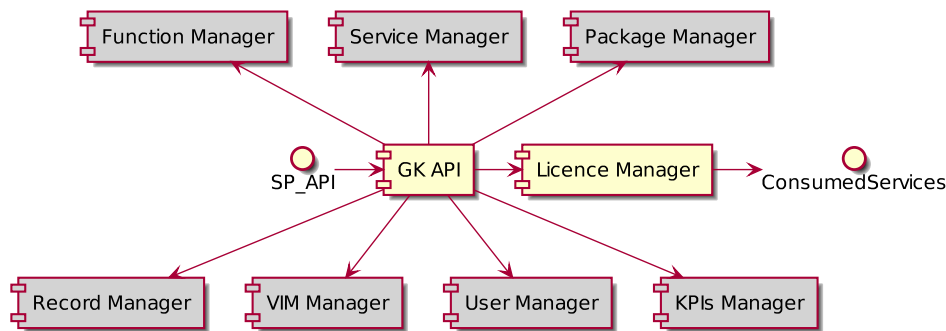 Function Manager
Service Manager
Package Manager
SP_API
GK API
Licence Manager
ConsumedServices
Record Manager
VIM Manager
User Manager
KPIs Manager